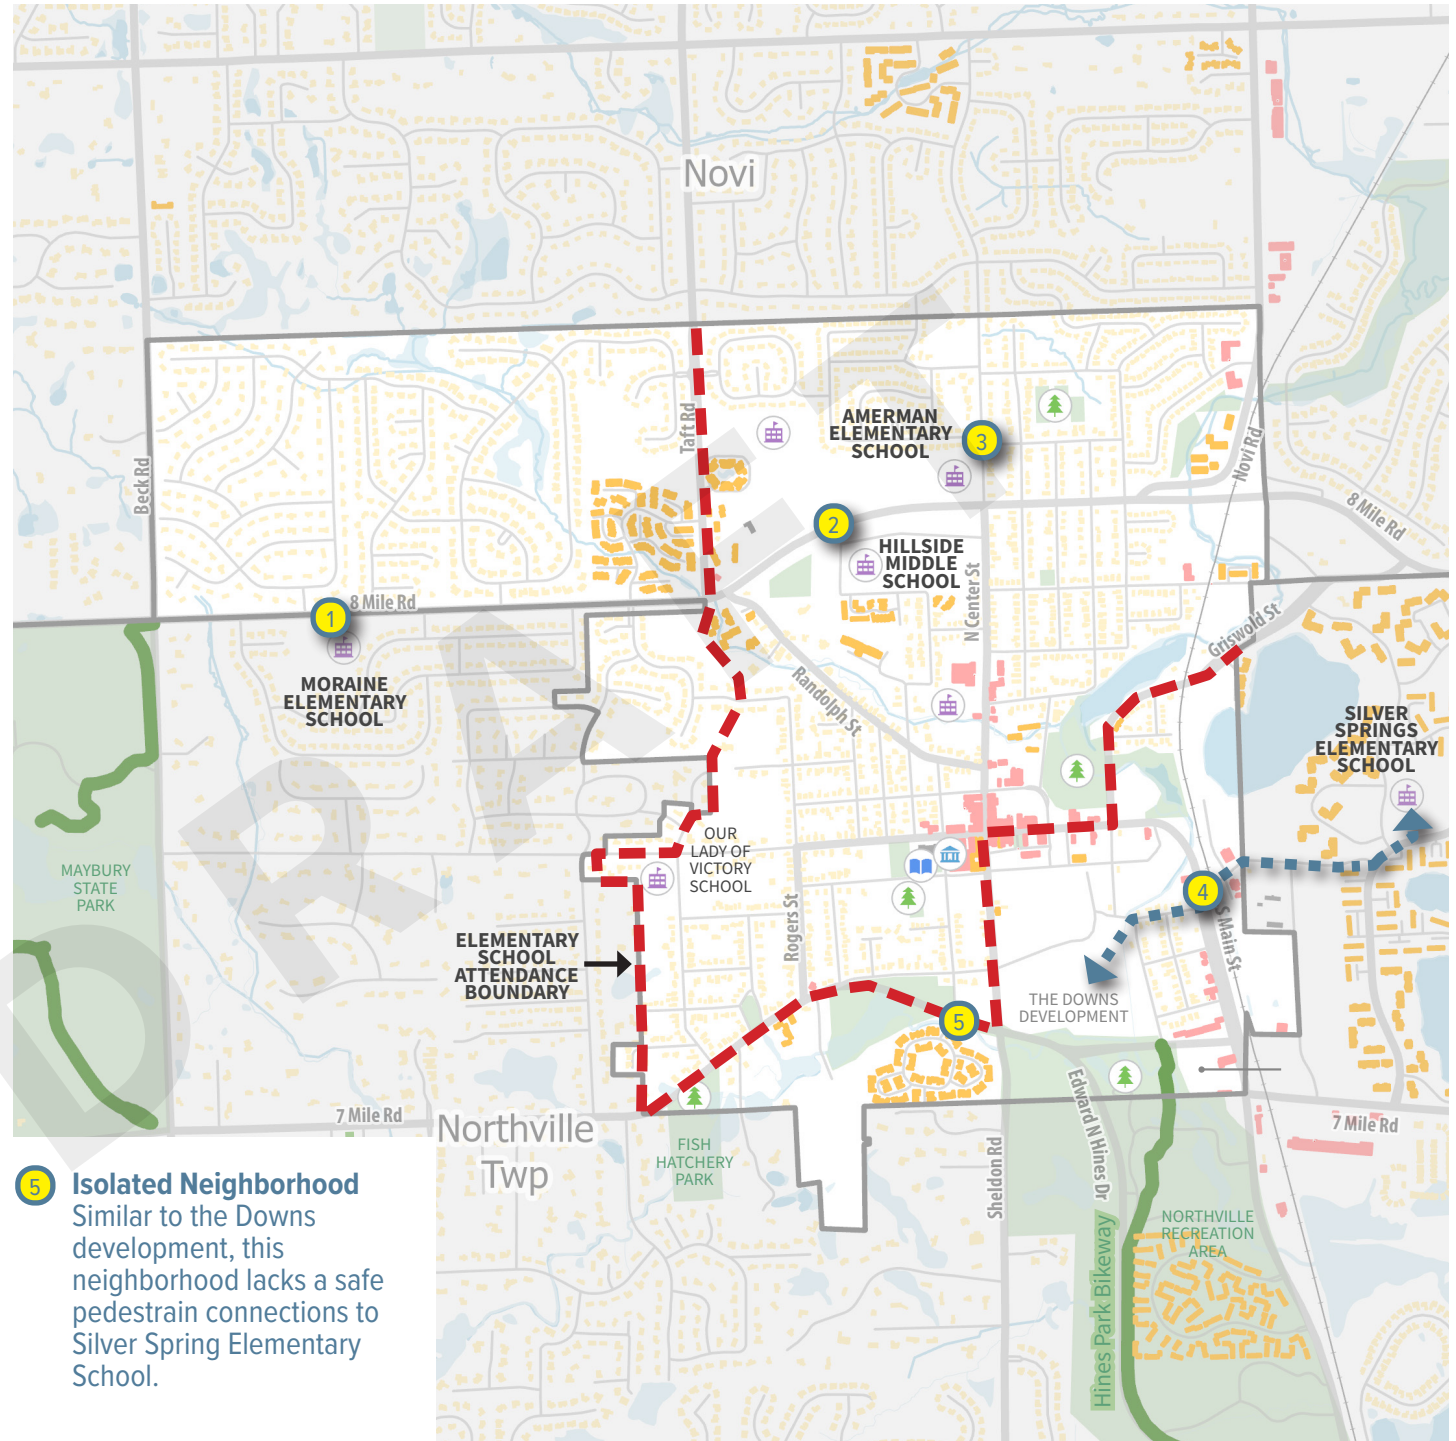 Novi
Taft Rd
AMERMAN
ELEMENTARY
SCHOOL
3
Beck Rd
Novi Rd
8 Mile Rd
2
HILLSIDE
MIDDLE
SCHOOL
N Center St
8 Mile Rd
1
MORAINE
ELEMENTARY
SCHOOL
Griswold St
Randolph St
SILVER
SPRINGS
ELEMENTARY
SCHOOL
OUR
LADY OF
VICTORY
SCHOOL
MAYBURY
STATE
PARK
4
Rogers St
S Main St
ELEMENTARY
SCHOOL
ATTENDANCE
BOUNDARY
THE DOWNS
DEVELOPMENT
5
Edward N Hines Dr
7 Mile Rd
7 Mile Rd
Northville
Twp
FISH
HATCHERY
PARK
Sheldon Rd
NORTHVILLE
RECREATION
AREA
Hines Park Bikeway
5 Isolated Neighborhood
Similar to the Downs
development, this
neighborhood lacks a safe
pedestrain connections to
Silver Spring Elementary
School.
DRAFT